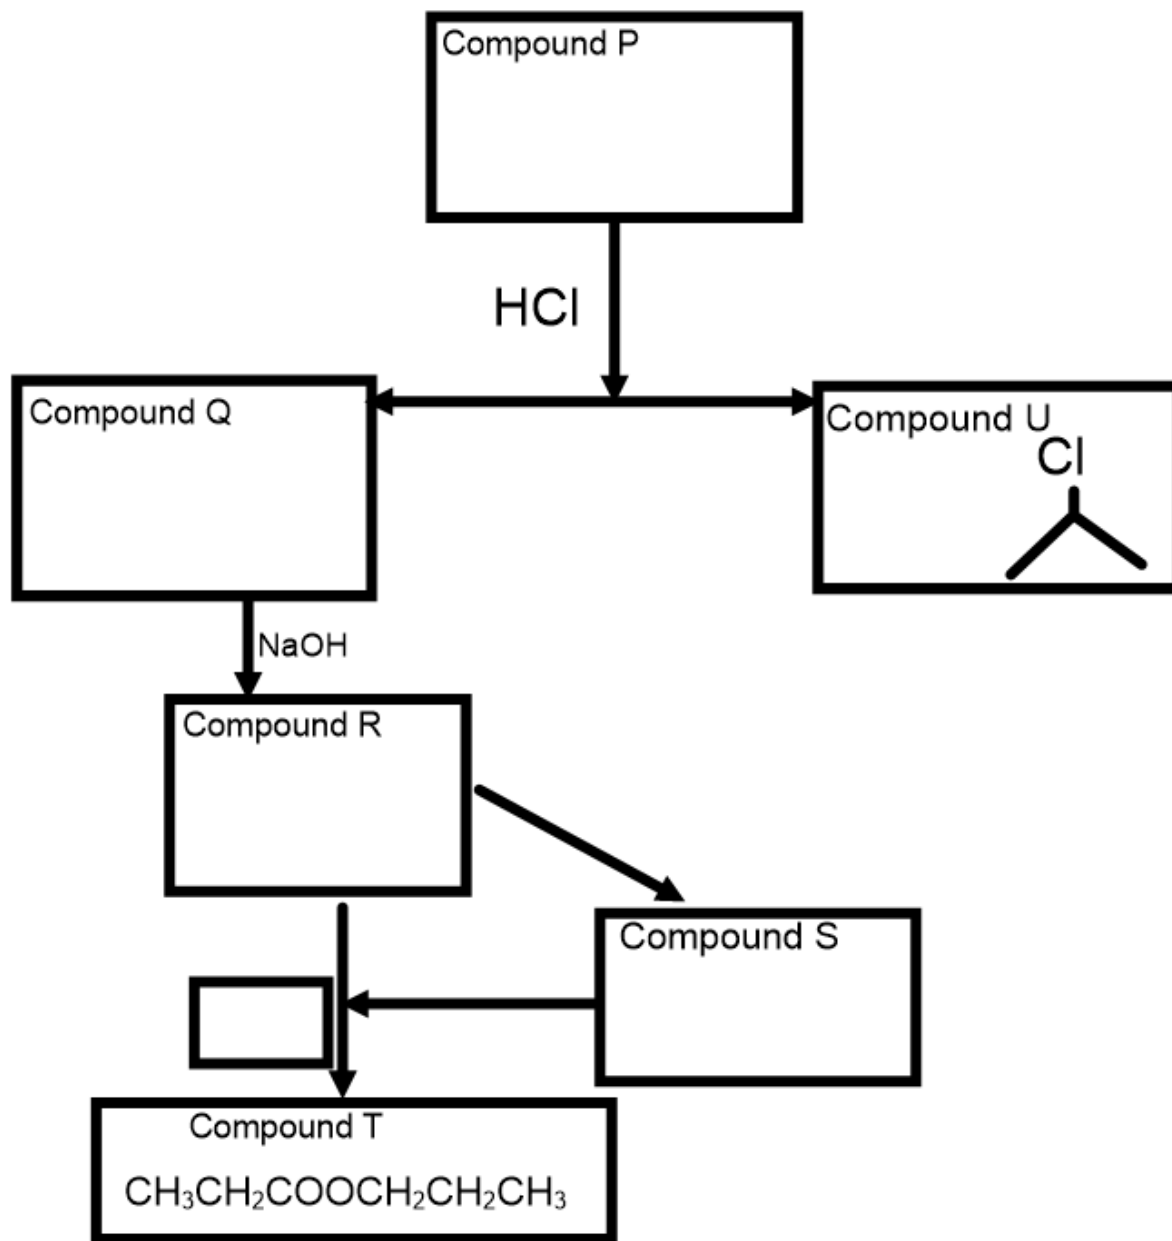 Compound P
HCl
Compound Q
Compound U
Cl
NaOH
Compound R
Compound S
Compound T
CH₃CH₂COOCH₂CH₂CH₃